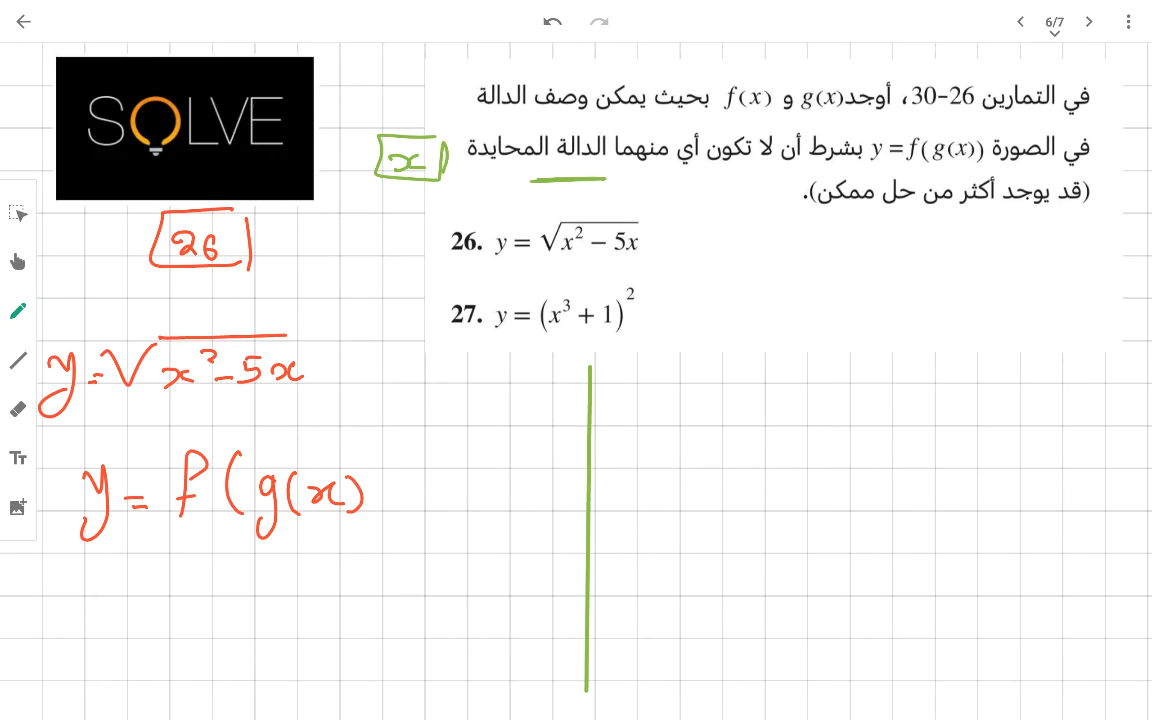 6/7
SOLVE
في التمارين 26-30، أوجد g(x) و f(x) بحيث يمكن وصف الدالة
في الصورة y = f(g(x)) بشرط أن لا تكون أي منهما الدالة المحايدة
x
(قد يوجد أكثر من حل ممكن).
26. y = √(x² − 5x)
27. y = (x³ + 1)²
26
y = √(x² − 5x)
y = f(g(x)
Tт